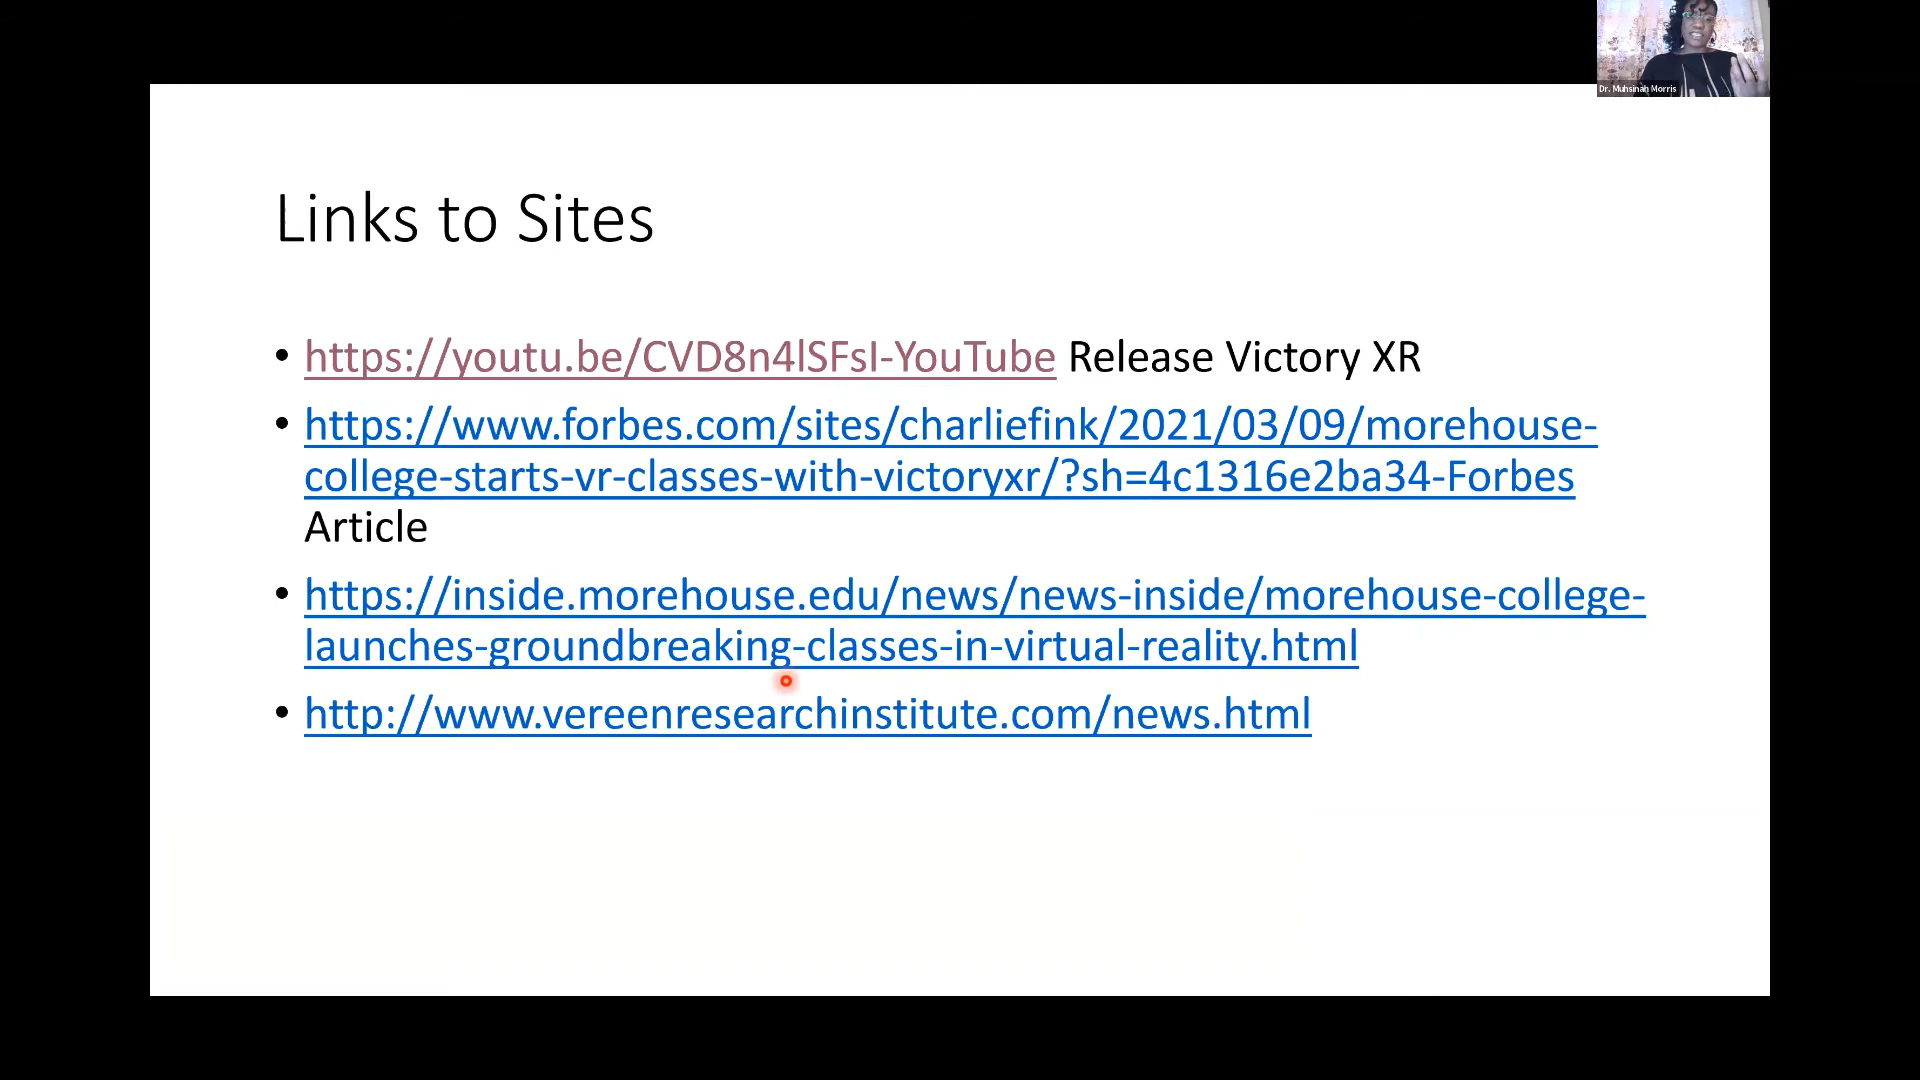 Dr. Muhsinah Morris
Links to Sites
• https://youtu.be/CVD8n4lSFsI-YouTube Release Victory XR
• https://www.forbes.com/sites/charliefink/2021/03/09/morehouse-
college-starts-vr-classes-with-victoryxr/?sh=4c1316e2ba34-Forbes
Article
• https://inside.morehouse.edu/news/news-inside/morehouse-college-
launches-groundbreaking-classes-in-virtual-reality.html
• http://www.vereenresearchinstitute.com/news.html